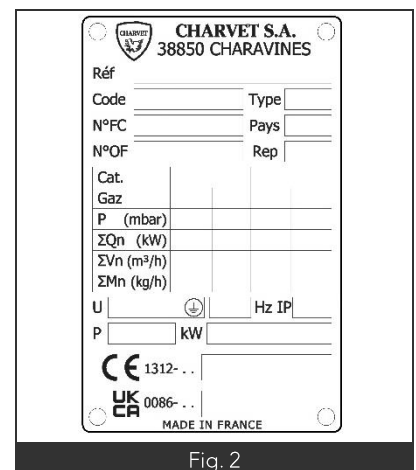 CHARVET
CHARVET S.A.
38850 CHARAVINES
Réf
Code Type
N°FC Pays
N°OF Rep
Cat.
Gaz
P (mbar)
ΣQn (kW)
ΣVn (m³/h)
ΣMn (kg/h)
U Hz IP
P kW
CE 1312- . .
UK
CA 0086- . .
MADE IN FRANCE
Fig. 2